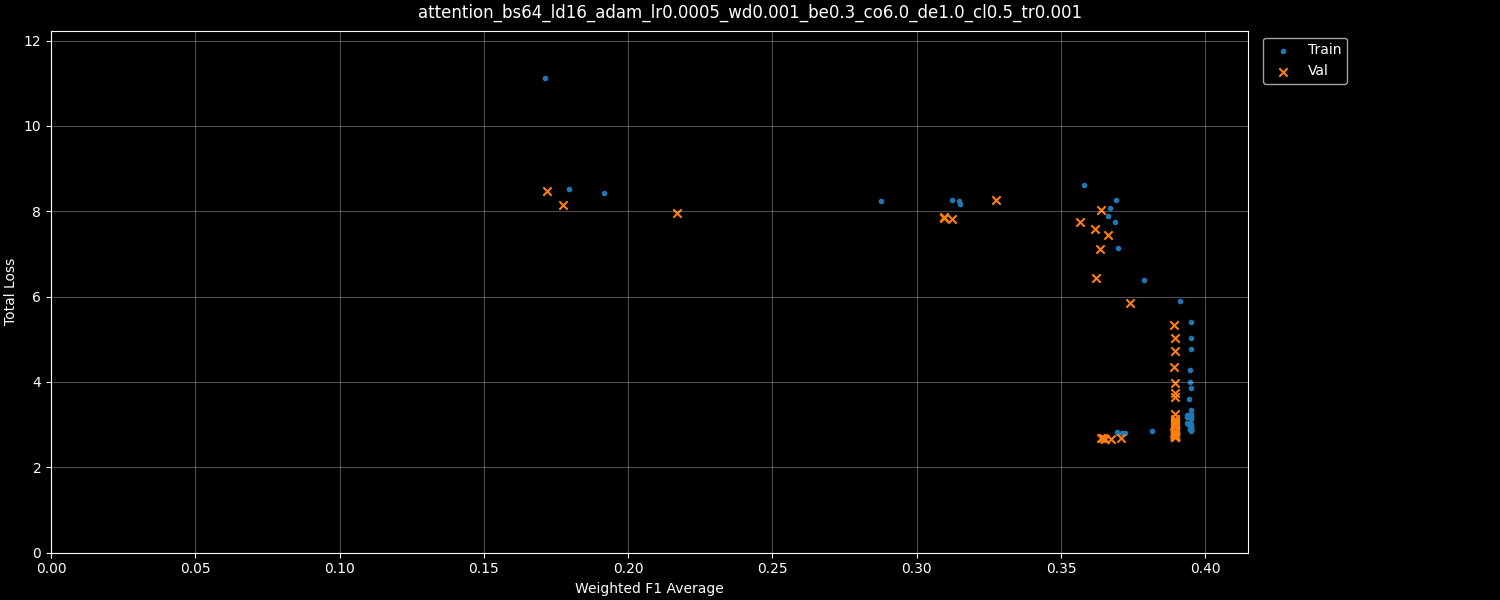 attention_bs64_ld16_adam_lr0.0005_wd0.001_be0.3_co6.0_de1.0_cl0.5_tr0.001
Train
Val
12
10
8
6
4
2
0
Total Loss
0.00 0.05 0.10 0.15 0.20 0.25 0.30 0.35 0.40
Weighted F1 Average